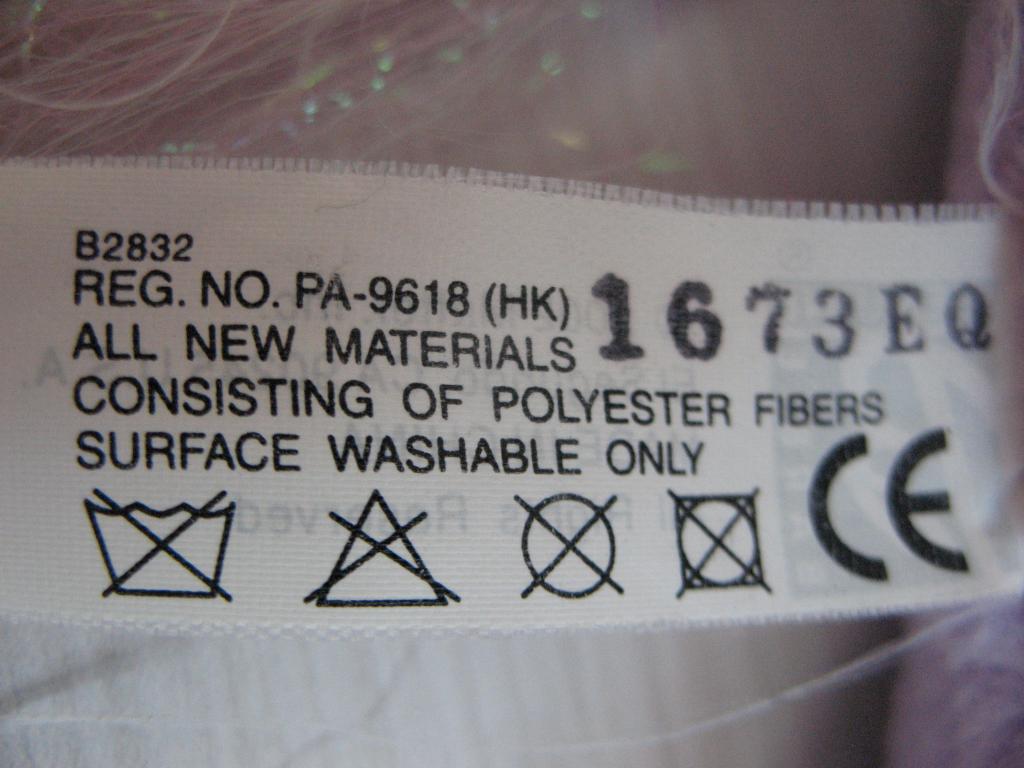 B2832
REG. NO. PA-9618 (HK) 1673EQ
ALL NEW MATERIALS
CONSISTING OF POLYESTER FIBERS
SURFACE WASHABLE ONLY
CE